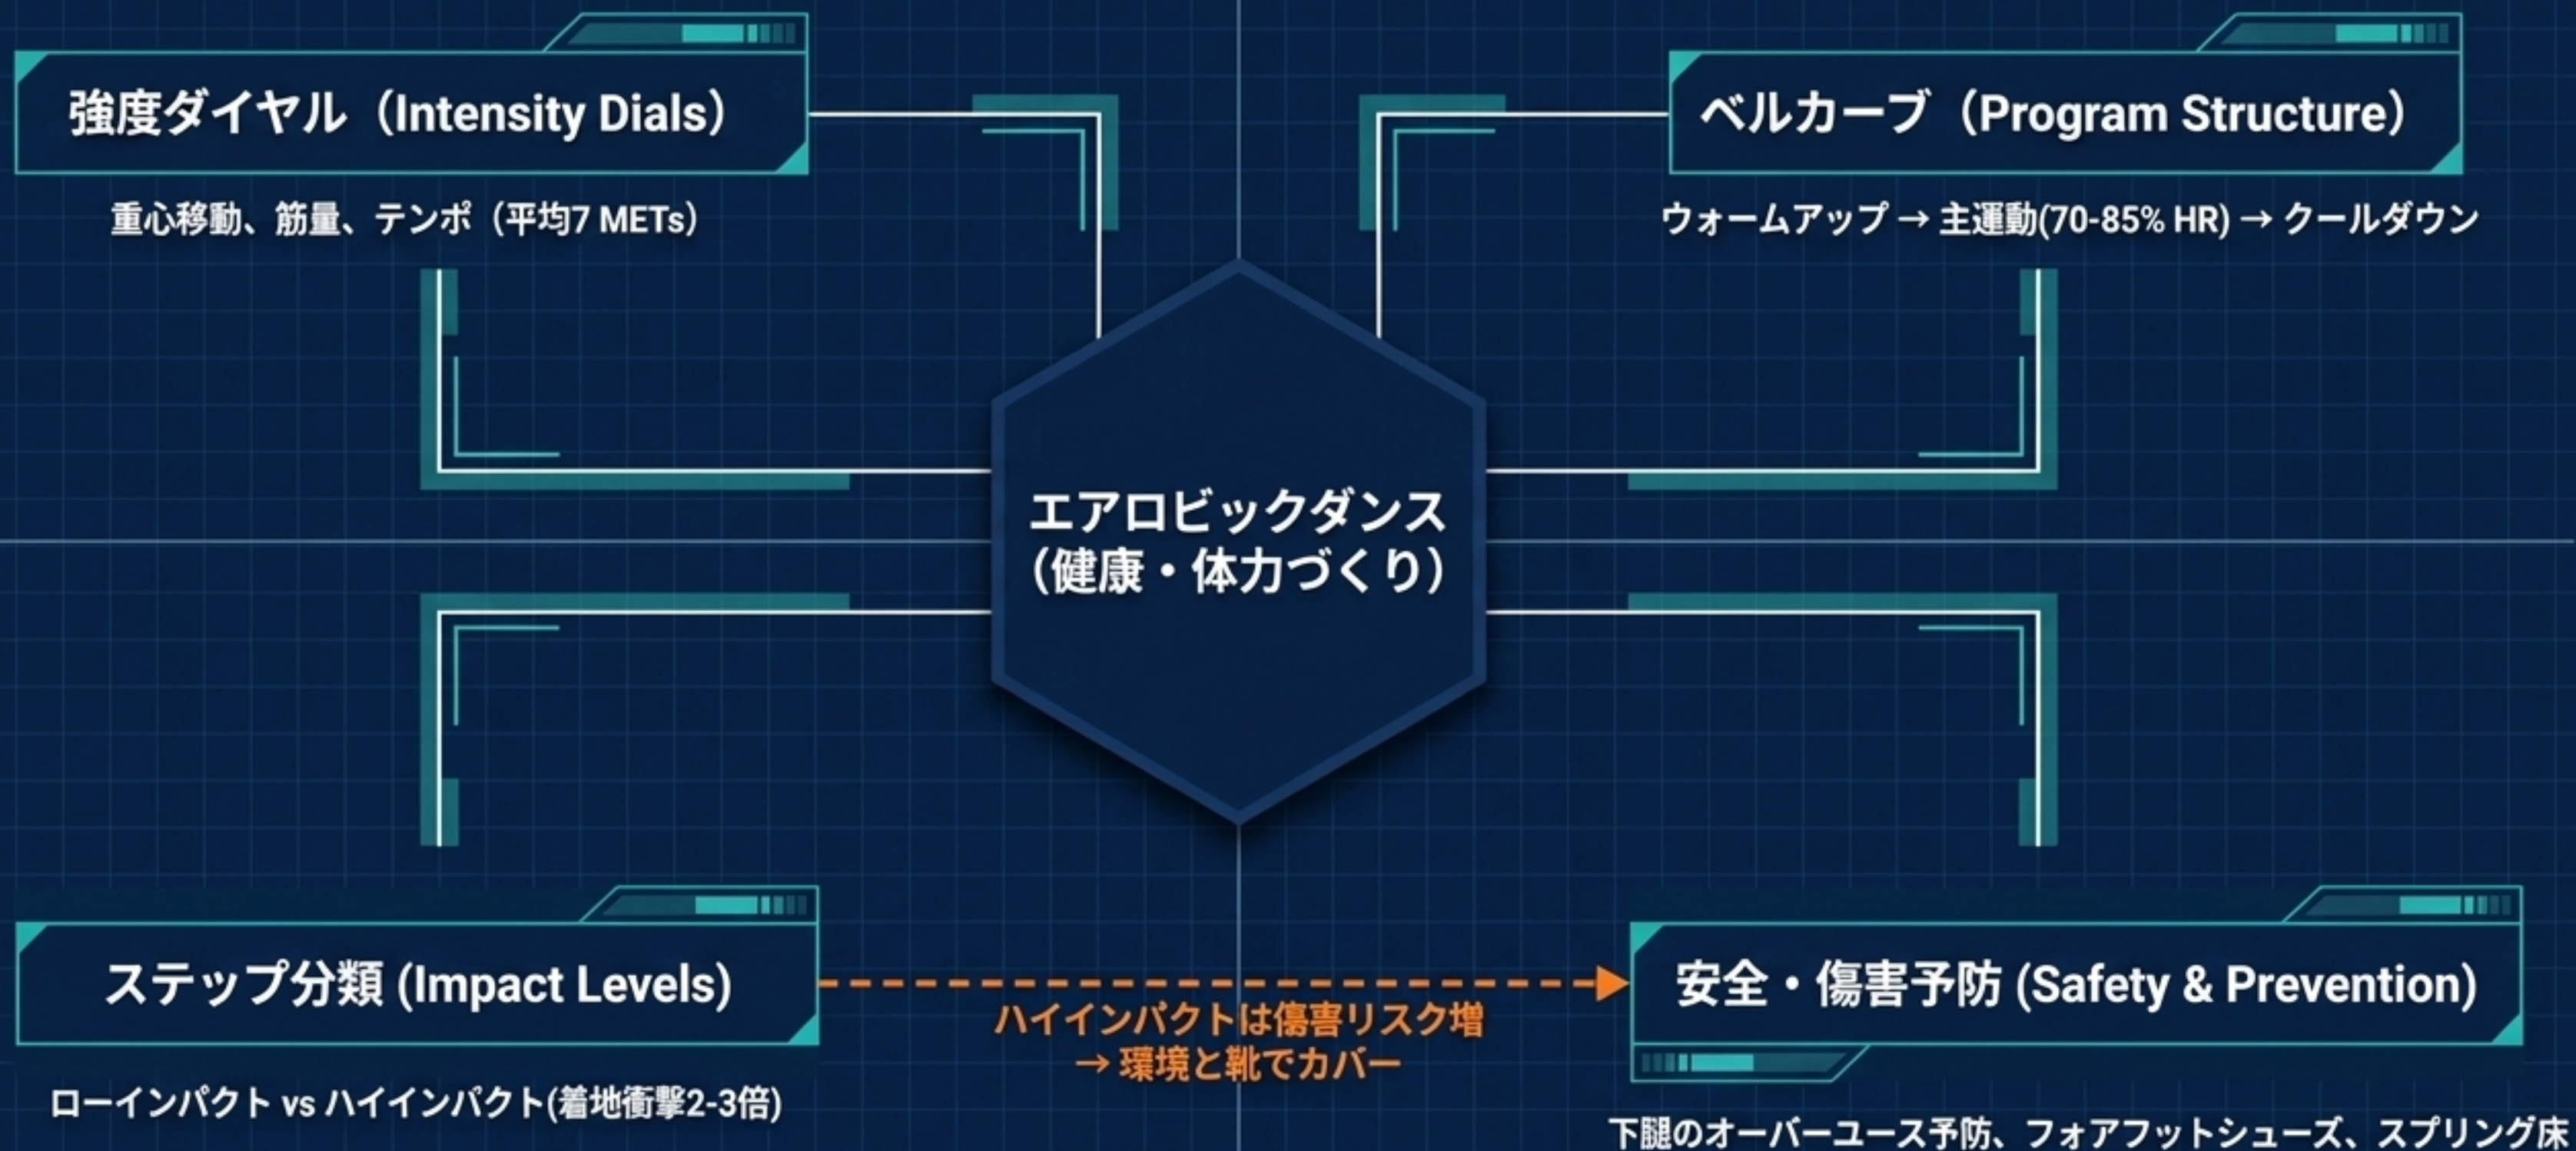 強度ダイヤル（Intensity Dials）
重心移動、筋量、テンポ（平均7 METs）
ベルカーブ（Program Structure）
ウォームアップ → 主運動(70-85% HR) → クールダウン
エアロビックダンス
（健康・体力づくり）
ステップ分類 (Impact Levels)
ローインパクト vs ハイインパクト(着地衝撃2-3倍)
ハイインパクトは傷害リスク増
→ 環境と靴でカバー
安全・傷害予防 (Safety & Prevention)
下腿のオーバーユース予防、フォアフットシューズ、スプリング床